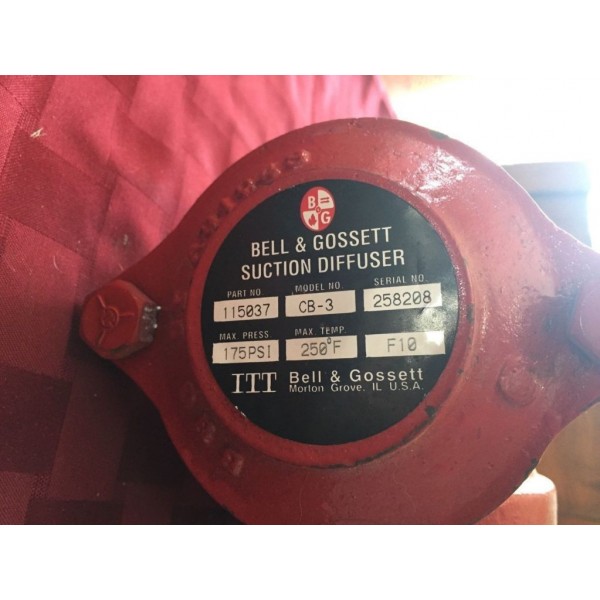 B G
BELL & GOSSETT
SUCTION DIFFUSER
PART NO MODEL NO. SERIAL NO.
115037 CB-3 258208
MAX. PRESS MAX. TEMP.
175PSI 250°F F10
ITT Bell & Gossett
Morton Grove, IL U.S.A.